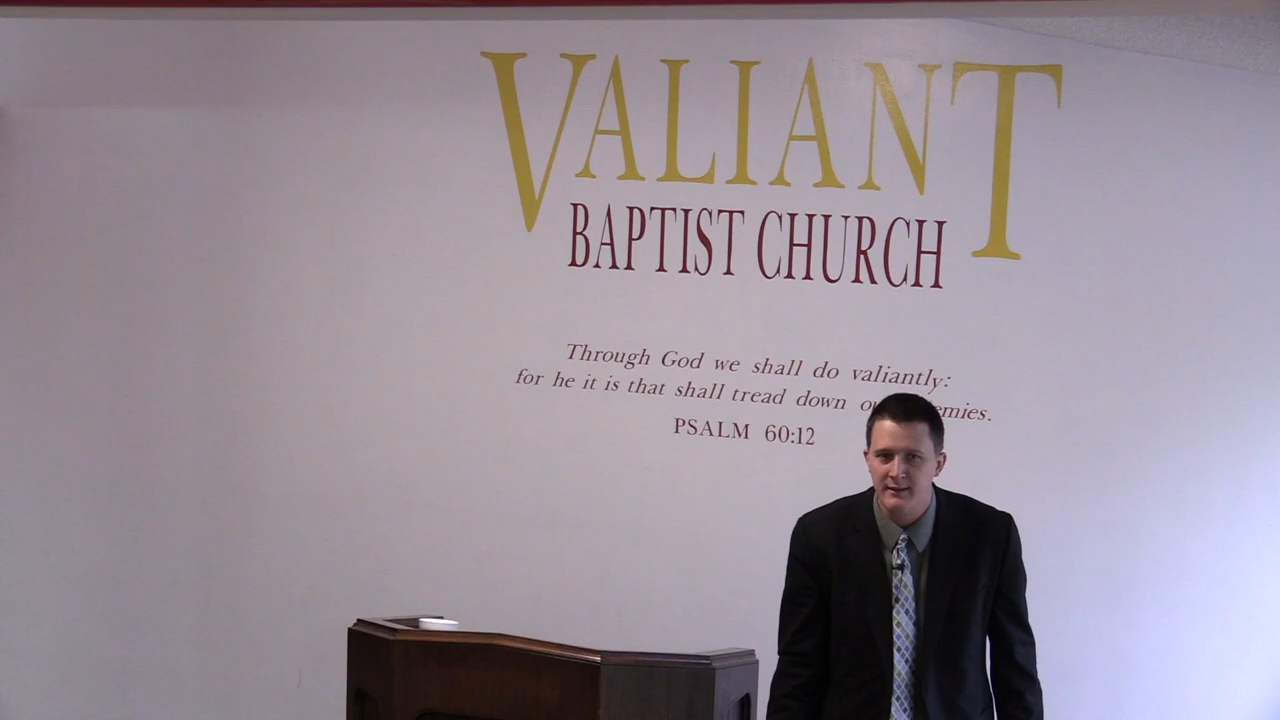 VALIANT
BAPTIST CHURCH
Through God we shall do valiantly:
for he it is that shall tread down
PSALM 60:12